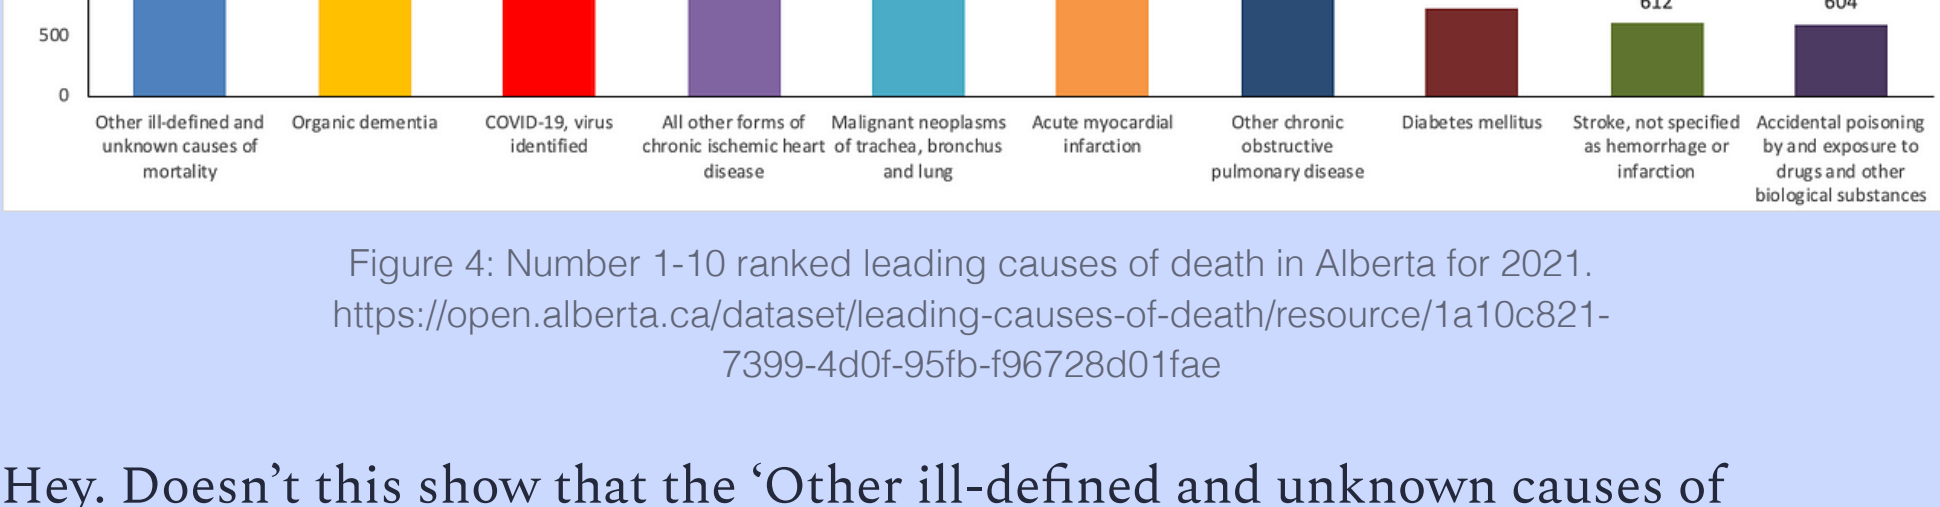 612
604
500
0
Other ill-defined and unknown causes of mortality
Organic dementia
COVID-19, virus identified
All other forms of chronic ischemic heart disease
Malignant neoplasms of trachea, bronchus and lung
Acute myocardial infarction
Other chronic obstructive pulmonary disease
Diabetes mellitus
Stroke, not specified as hemorrhage or infarction
Accidental poisoning by and exposure to drugs and other biological substances
Figure 4: Number 1-10 ranked leading causes of death in Alberta for 2021.
https://open.alberta.ca/dataset/leading-causes-of-death/resource/1a10c821-
7399-4d0f-95fb-f96728d01fae
Hey. Doesn’t this show that the ‘Other ill-defined and unknown causes of